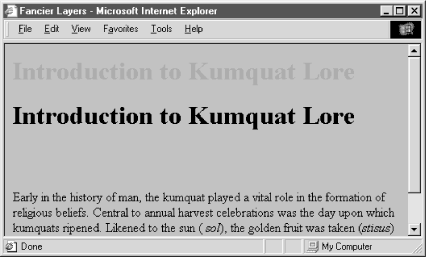 Fancier Layers - Microsoft Internet Explorer
File Edit View Favorites Tools Help
Introduction to Kumquat Lore
Introduction to Kumquat Lore
Early in the history of man, the kumquat played a vital role in the formation of
religious beliefs. Central to annual harvest celebrations was the day upon which
kumquats ripened. Likened to the sun (sol), the golden fruit was taken (stisus)
Done My Computer